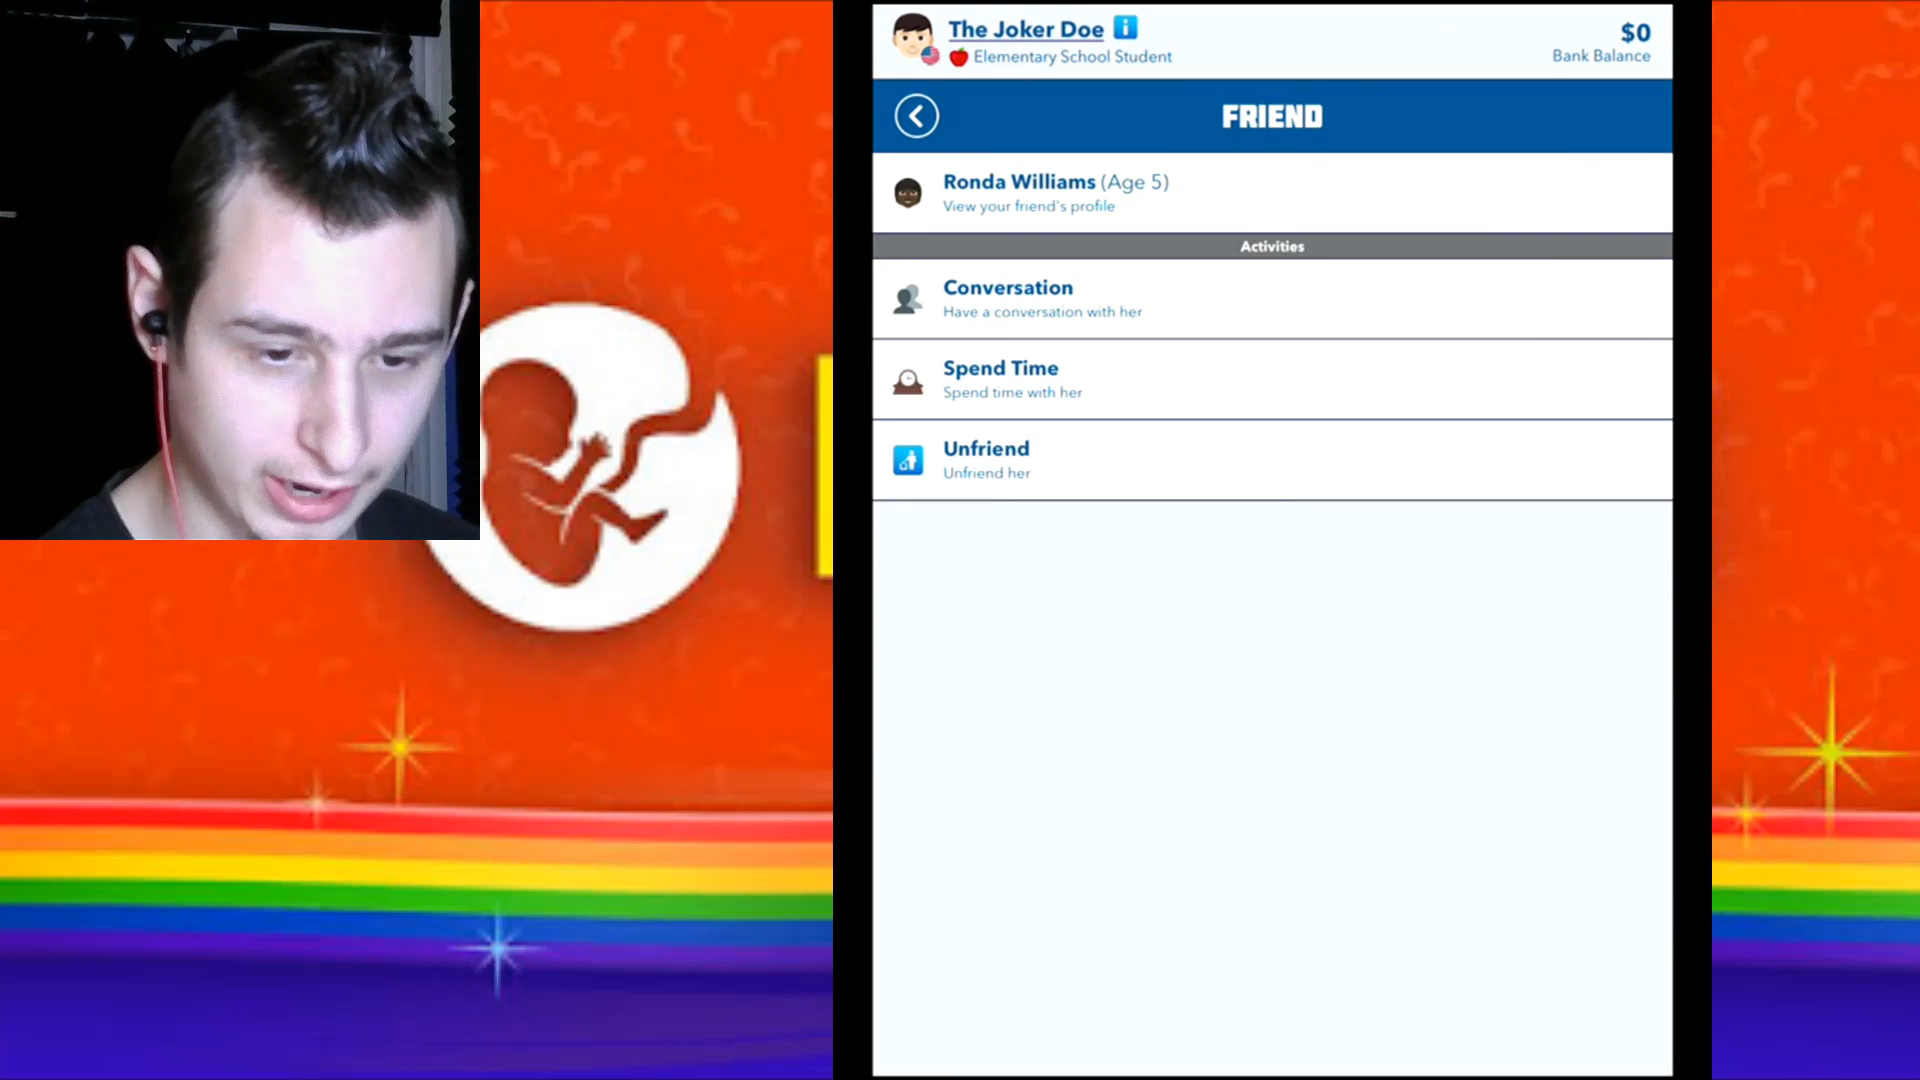 The Joker Doe
Elementary School Student
$0
Bank Balance
FRIEND
Ronda Williams (Age 5)
View your friend's profile
Activities
Conversation
Have a conversation with her
Spend Time
Spend time with her
Unfriend
Unfriend her